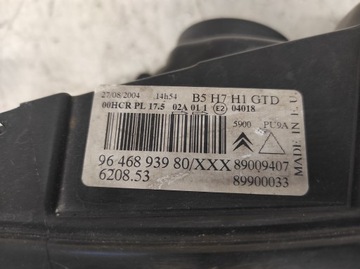 27/08/2004 14h54 B5 H7 H1 GTD
00HCR PL 17.5 02A 01 1 E2 04018
5900 PU0A
96 468 939 80/XXX 89009407
6208.53 89900033
MADE IN E.U